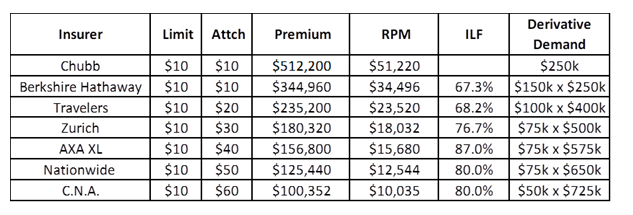 Insurer Limit Attch Premium RPM ILF Derivative Demand
Chubb $10 $10 $512,200 $51,220 $250k
Berkshire Hathaway $10 $10 $344,960 $34,496 67.3% $150k x $250k
Travelers $10 $20 $235,200 $23,520 68.2% $100k x $400k
Zurich $10 $30 $180,320 $18,032 76.7% $75k x $500k
AXA XL $10 $40 $156,800 $15,680 87.0% $75k x $575k
Nationwide $10 $50 $125,440 $12,544 80.0% $75k x $650k
C.N.A. $10 $60 $100,352 $10,035 80.0% $50k x $725k